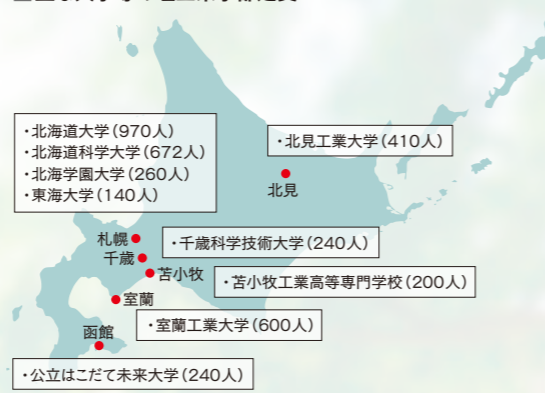 ・北海道大学(970人)
・北海道科学大学(672人)
・北海学園大学(260人)
・東海大学(140人)
・北見工業大学(410人)
北見
札幌
・千歳科学技術大学(240人)
千歳
苫小牧
・苫小牧工業高等専門学校(200人)
室蘭
・室蘭工業大学(600人)
函館
・公立はこだて未来大学(240人)